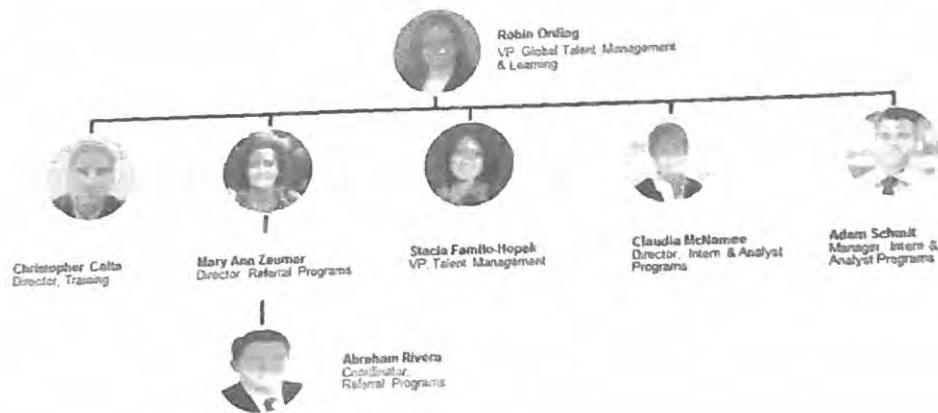 Robin Ording
VP Global Talent Management
& Learning
Christopher Calta
Director, Training
Mary Ann Zeumer
Director Referral Programs
Stacia Familo-Hopek
VP, Talent Management
Claudia McNamee
Director, Intern & Analyst
Programs
Adam Schmit
Manager Intern &
Analyst Programs
Abraham Rivera
Coordinator,
Referral Programs